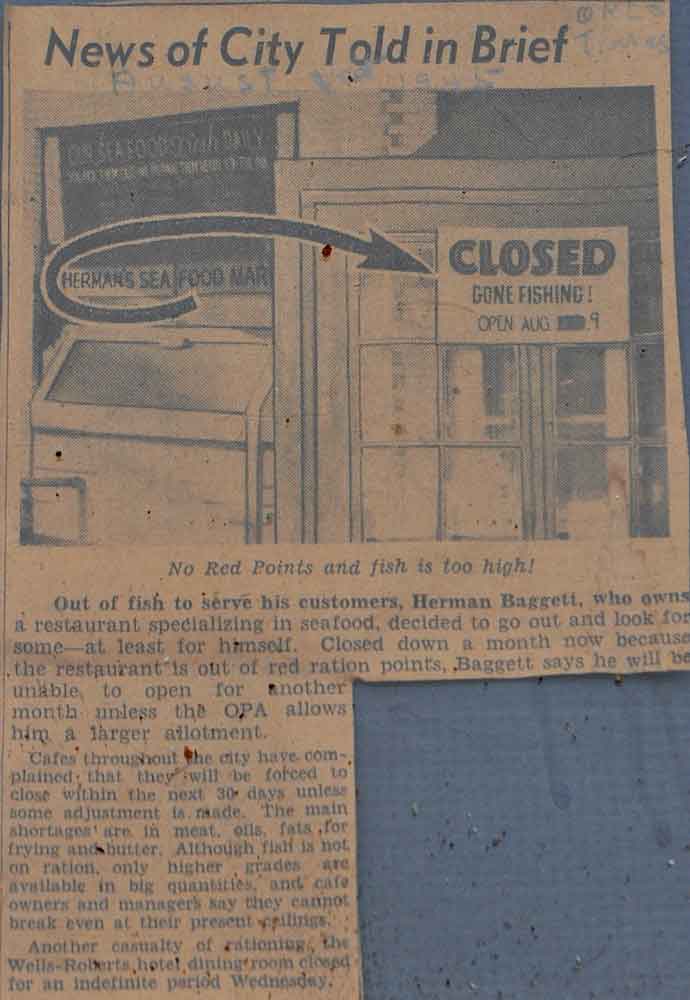 News of City Told in Brief
Times
SEA FOODS Fresh DAILY
HERMAN'S SEA FOOD MAR
CLOSED
GONE FISHING!
OPEN AUG. 9
No Red Points and fish is too high!
Out of fish to serve his customers, Herman Baggett, who owns
a restaurant specializing in seafood, decided to go out and look for
some—at least for himself. Closed down a month now because
the restaurant is out of red ration points, Baggett says he will be
unable to open for another
month unless the OPA allows
him a larger allotment.
Cafes throughout the city have com-
plained that they will be forced to
close within the next 30 days unless
some adjustment is made. The main
shortages are in meat, oils, fats for
frying and butter. Although fish is not
on ration, only higher grades are
available in big quantities, and cafe
owners and managers say they cannot
break even at their present ceilings.
Another casualty of rationing, the
Wells-Roberts hotel dining room closed
for an indefinite period Wednesday.